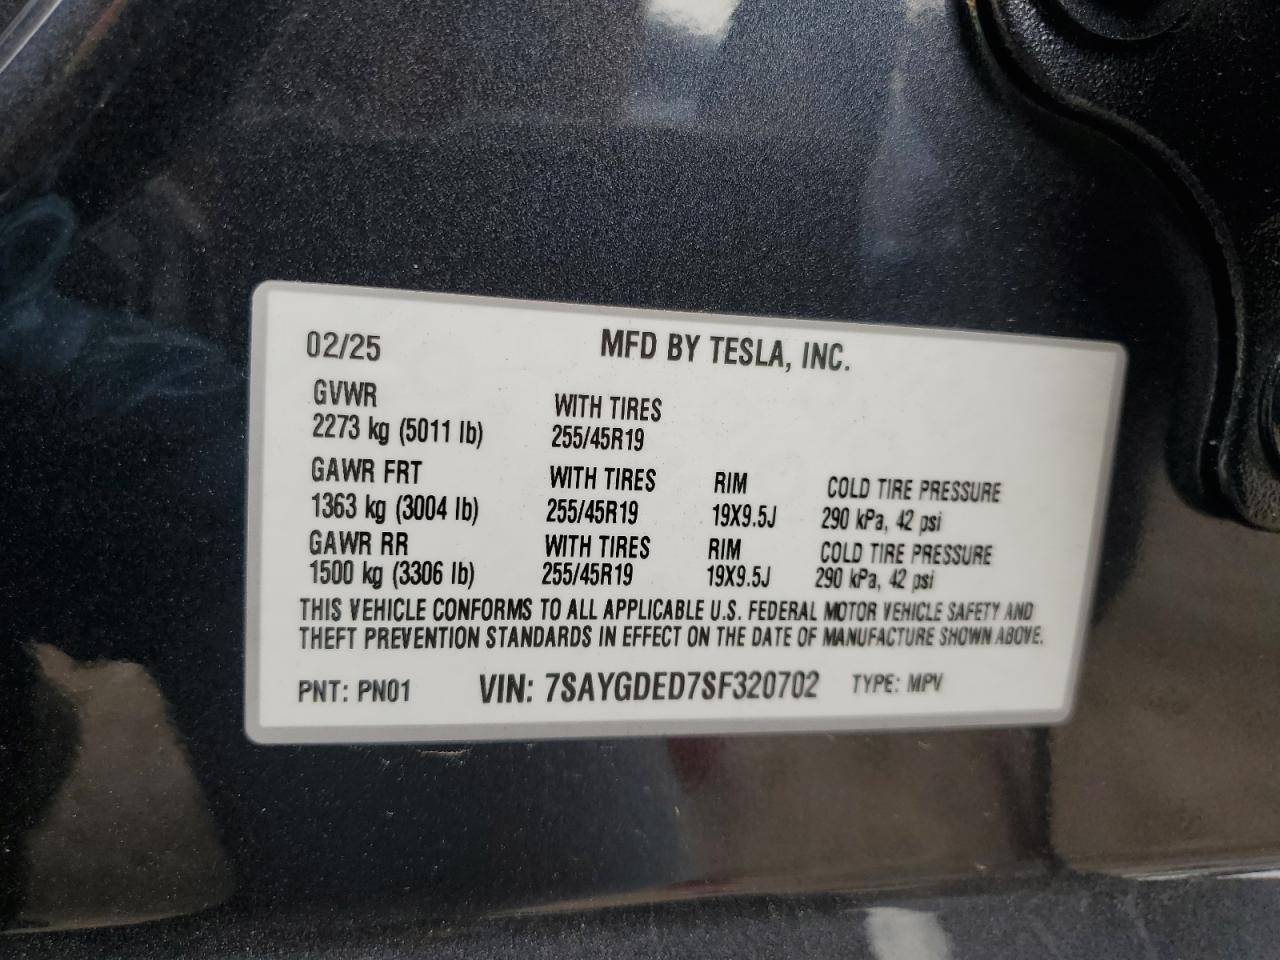 02/25 MFD BY TESLA, INC.
GVWR WITH TIRES
2273 kg (5011 lb) 255/45R19
GAWR FRT WITH TIRES RIM COLD TIRE PRESSURE
1363 kg (3004 lb) 255/45R19 19X9.5J 290 kPa, 42 psi
GAWR RR WITH TIRES RIM COLD TIRE PRESSURE
1500 kg (3306 lb) 255/45R19 19X9.5J 290 kPa, 42 psi
THIS VEHICLE CONFORMS TO ALL APPLICABLE U.S. FEDERAL MOTOR VEHICLE SAFETY AND
THEFT PREVENTION STANDARDS IN EFFECT ON THE DATE OF MANUFACTURE SHOWN ABOVE.
PNT: PN01 VIN: 7SAYGDED7SF320702 TYPE: MPV